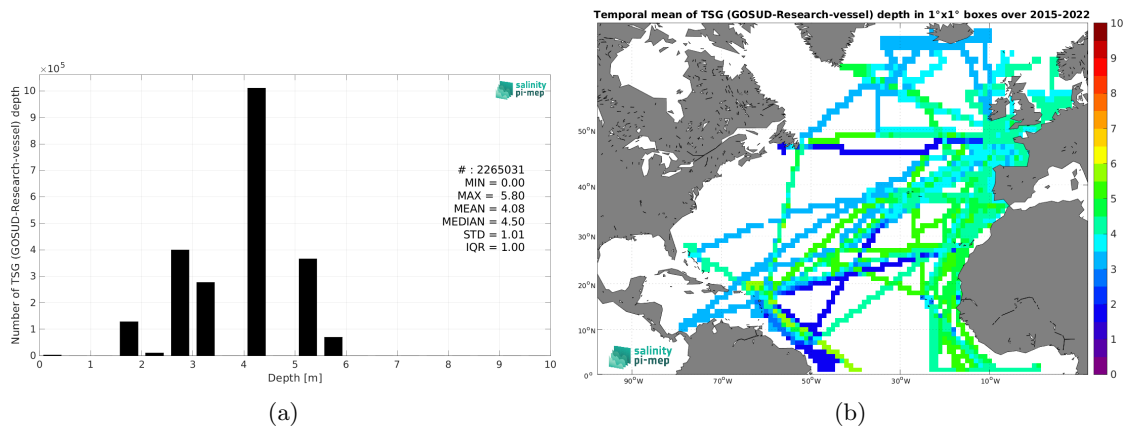 Temporal mean of TSG (GOSUD-Research-vessel) depth in 1°x1° boxes over 2015-2022
×10⁵
Number of TSG (GOSUD-Research-vessel) depth
10
9
8
7
6
5
4
3
2
1
0
salinity
pi-mep
# : 2265031
MIN = 0.00
MAX = 5.80
MEAN = 4.08
MEDIAN = 4.50
STD = 1.01
IQR = 1.00
0 1 2 3 4 5 6 7 8 9 10
Depth [m]
(a)
50°N
40°N
30°N
20°N
10°N
0°
90°W 70°W 50°W 30°W 10°W
salinity
pi-mep
10
9
8
7
6
5
4
3
2
1
0
(b)